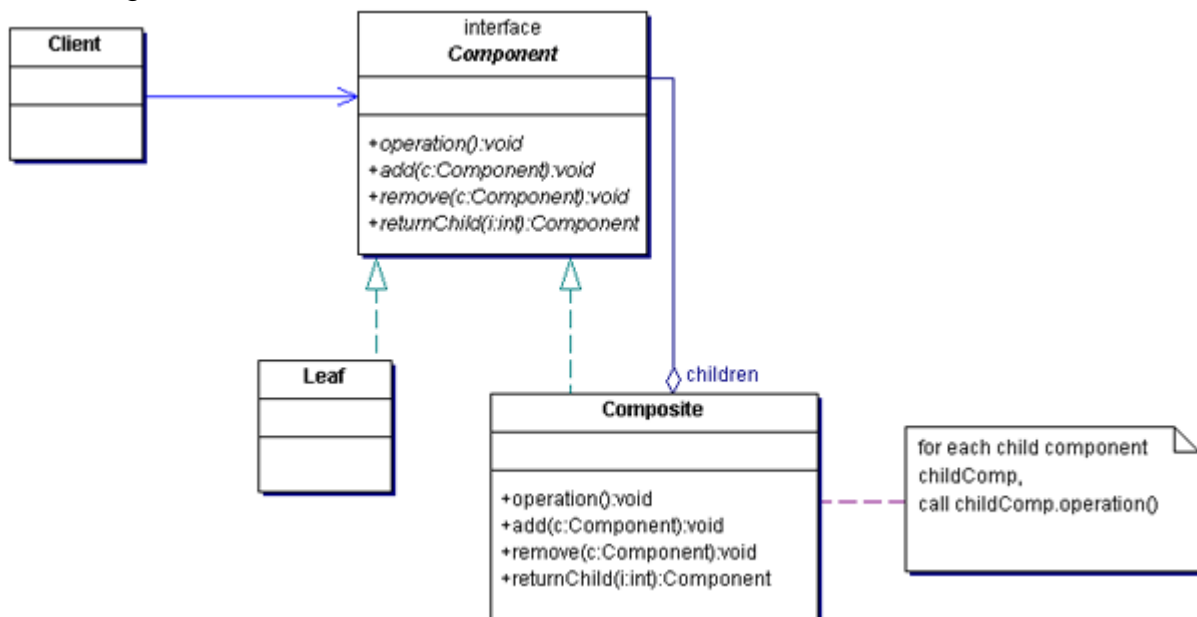 Client
interface
Component
+operation():void
+add(c:Component):void
+remove(c:Component):void
+returnChild(i:int):Component
Leaf
children
Composite
+operation():void
+add(c:Component):void
+remove(c:Component):void
+returnChild(i:int):Component
for each child component
childComp,
call childComp.operation()